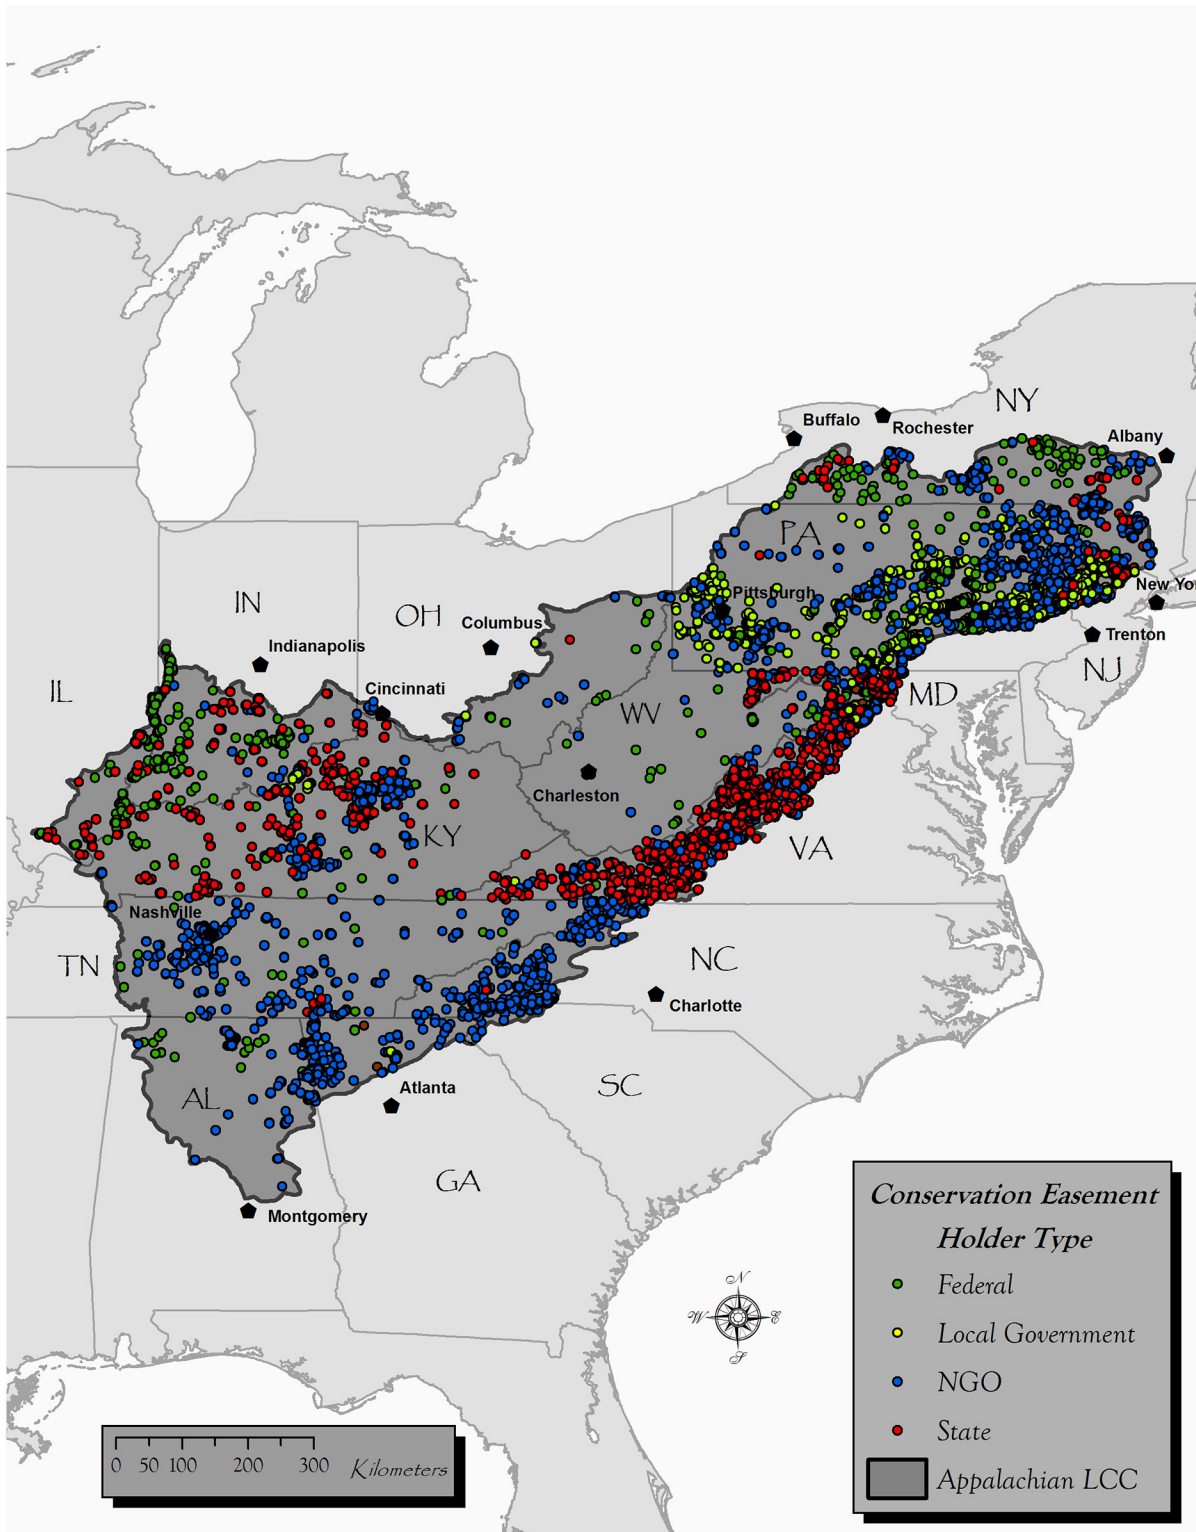 NY
Buffalo
Rochester
Albany
PA
IN
OH
Pittsburgh
New Yor
Columbus
Trenton
Indianapolis
NJ
Cincinnati
IL
MD
WV
Charleston
KY
VA
Nashville
TN
NC
Charlotte
SC
Atlanta
AL
GA
Montgomery
Conservation Easement
Holder Type
Federal
Local Government
NGO
State
Appalachian LCC
N
W E
S
0 50 100 200 300 Kilometers